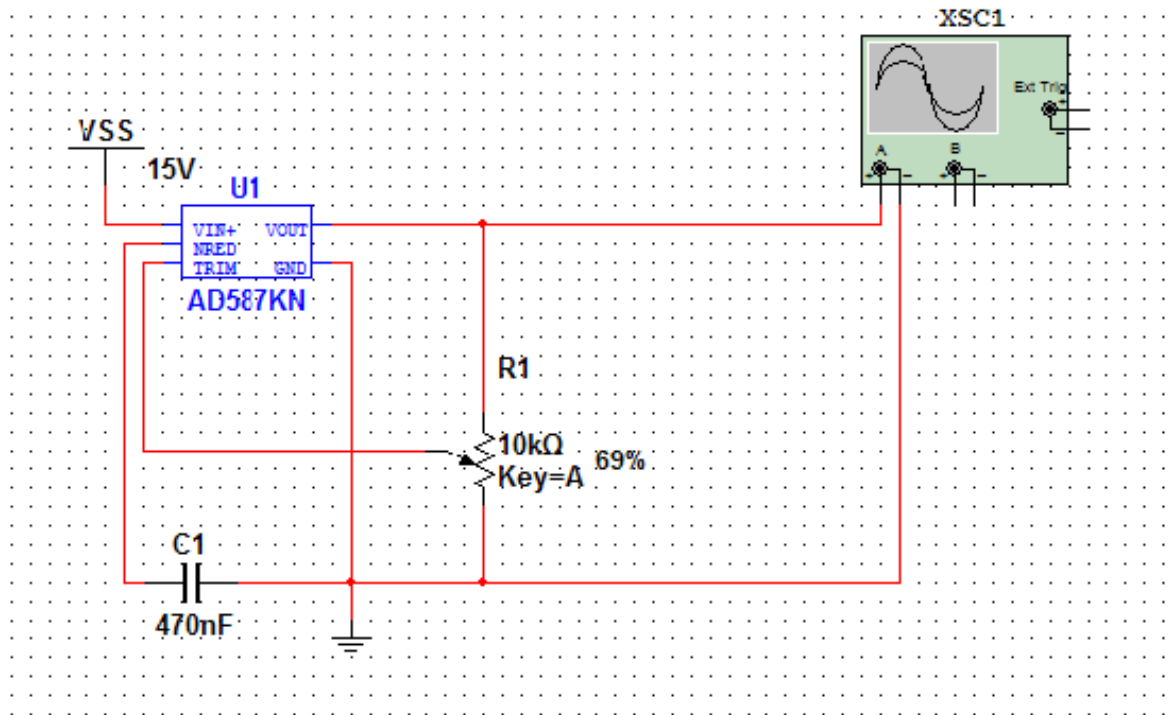 XSC1
Ext Trig
+
−
A
B
+ −
+ −
VSS
15V
U1
VIN+ VOUT
NRED
TRIM GND
AD587KN
R1
10kΩ
69%
Key=A
C1
470nF